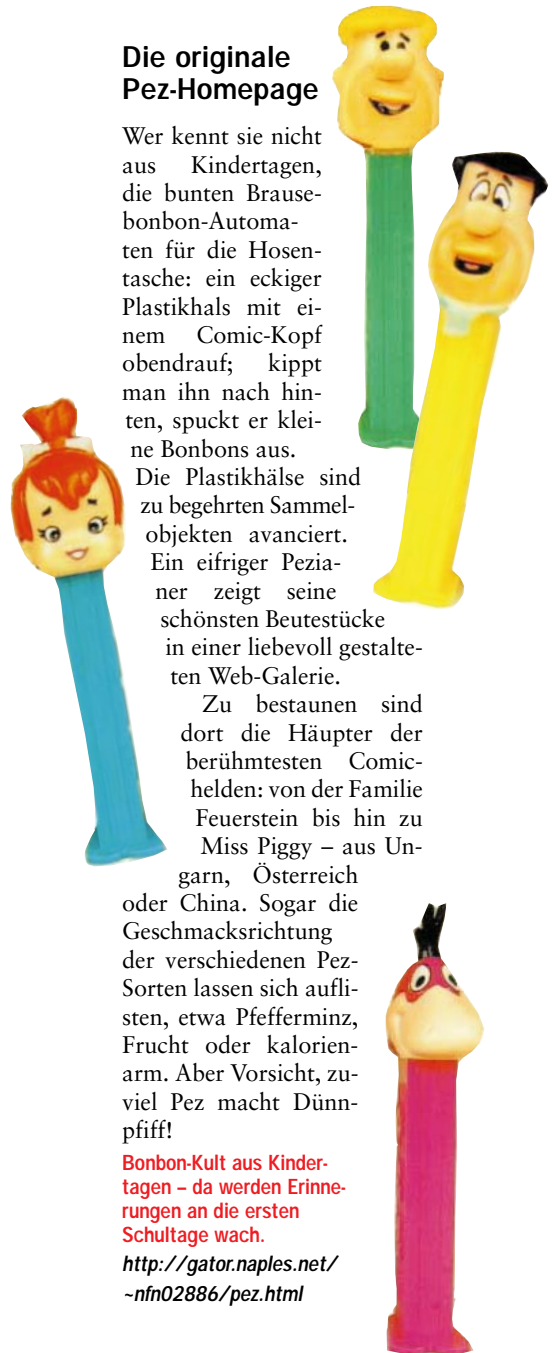 Die originale
Pez-Homepage
Wer kennt sie nicht
aus Kindertagen,
die bunten Brause-
bonbon-Automa-
ten für die Hosen-
tasche: ein eckiger
Plastikhals mit ei-
nem Comic-Kopf
obendrauf; kippt
man ihn nach hin-
ten, spuckt er klei-
ne Bonbons aus.
Die Plastikhälse sind
zu begehrten Sammel-
objekten avanciert.
Ein eifriger Pezia-
ner zeigt seine
schönsten Beutestücke
in einer liebevoll gestalte-
ten Web-Galerie.
Zu bestaunen sind
dort die Häupter der
berühmtesten Comic-
helden: von der Familie
Feuerstein bis hin zu
Miss Piggy – aus Un-
garn, Österreich
oder China. Sogar die
Geschmacksrichtung
der verschiedenen Pez-
Sorten lassen sich aufli-
sten, etwa Pfefferminz,
Frucht oder kalorien-
arm. Aber Vorsicht, zu-
viel Pez macht Dünn-
pfiff!
Bonbon-Kult aus Kinder-
tagen – da werden Erinne-
rungen an die ersten
Schultage wach.
http://gator.naples.net/
~nfn02886/pez.html